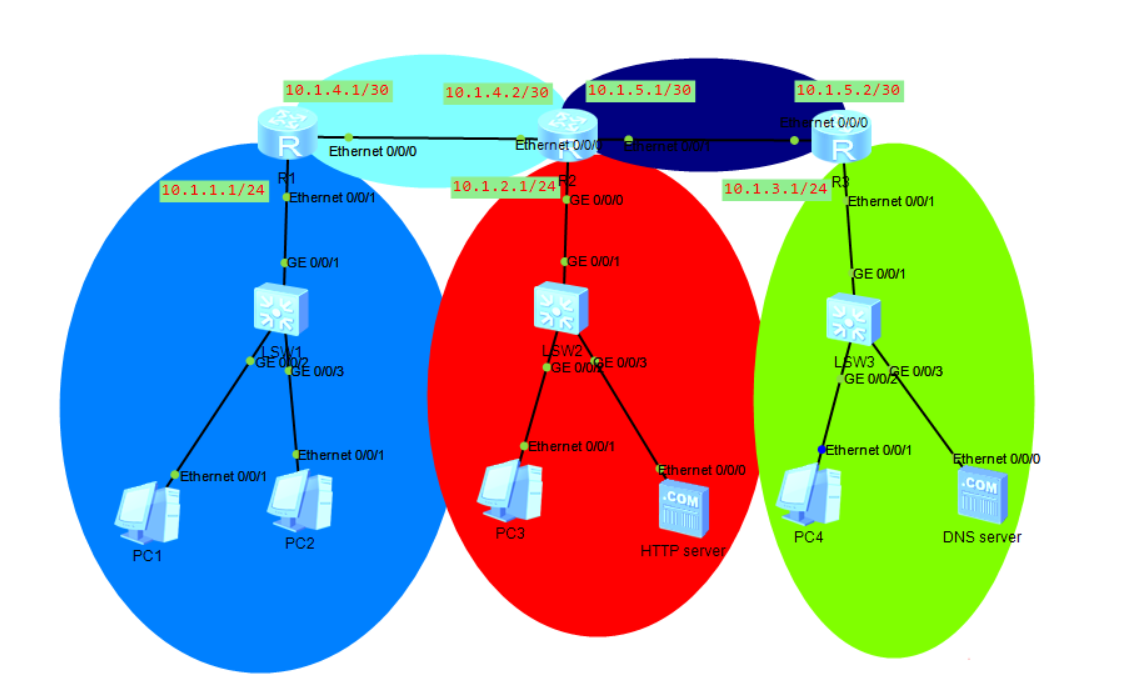 10.1.4.1/30
10.1.4.2/30
10.1.5.1/30
10.1.5.2/30
Ethernet 0/0/0
R
Ethernet 0/0/0
R
Ethernet 0/0/0
Ethernet 0/0/1
R
R1
R2
R3
10.1.1.1/24
10.1.2.1/24
10.1.3.1/24
Ethernet 0/0/1
GE 0/0/0
Ethernet 0/0/1
GE 0/0/1
GE 0/0/1
GE 0/0/1
LSW1
LSW2
LSW3
GE 0/0/2
GE 0/0/3
GE 0/0/2
GE 0/0/3
GE 0/0/2
GE 0/0/3
Ethernet 0/0/1
Ethernet 0/0/1
Ethernet 0/0/1
Ethernet 0/0/0
Ethernet 0/0/1
Ethernet 0/0/0
.COM
.COM
PC1
PC2
PC3
HTTP server
PC4
DNS server